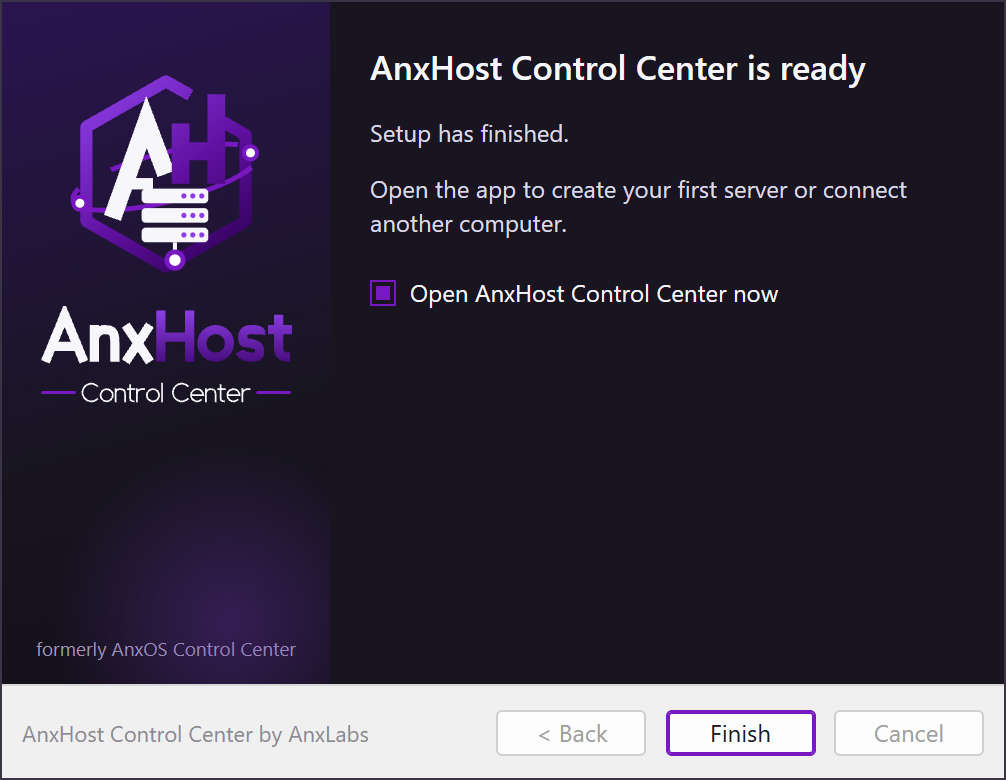 AH
AnxHost
Control Center
formerly AnxOS Control Center
AnxHost Control Center is ready
Setup has finished.
Open the app to create your first server or connect
another computer.
Open AnxHost Control Center now
AnxHost Control Center by AnxLabs
< Back
Finish
Cancel